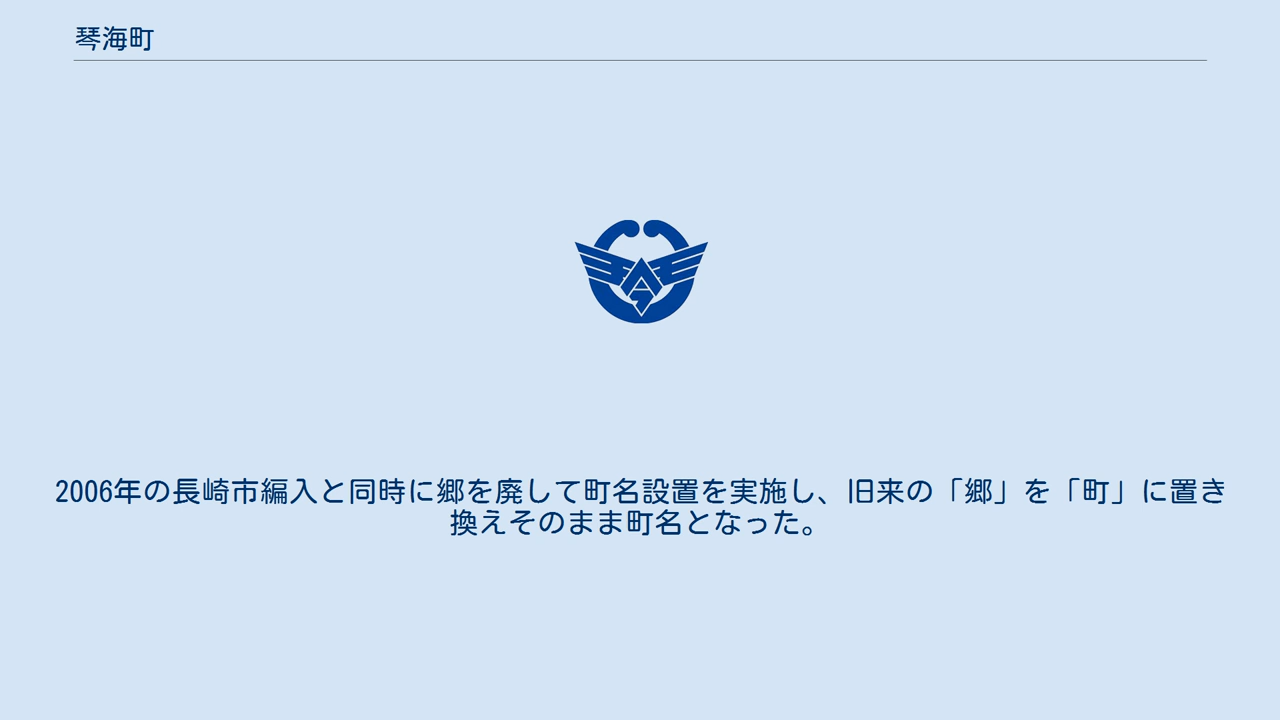 琴海町
2006年の長崎市編入と同時に郷を廃して町名設置を実施し、旧来の「郷」を「町」に置き
換えそのまま町名となった。